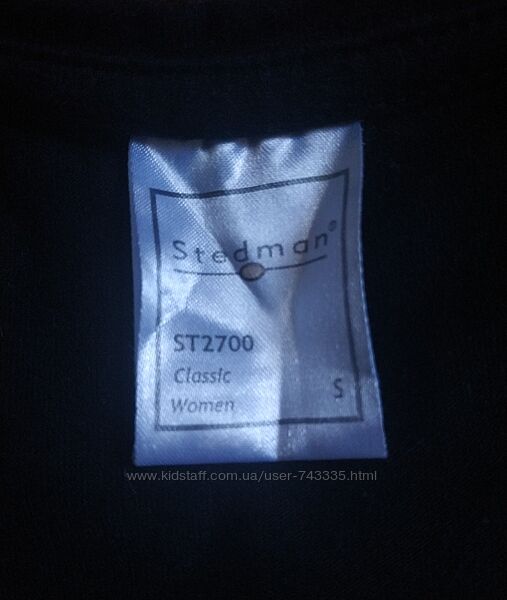 Stedman®
ST2700
Classic
Women
S
www.kidstaff.com.ua/user-743335.html